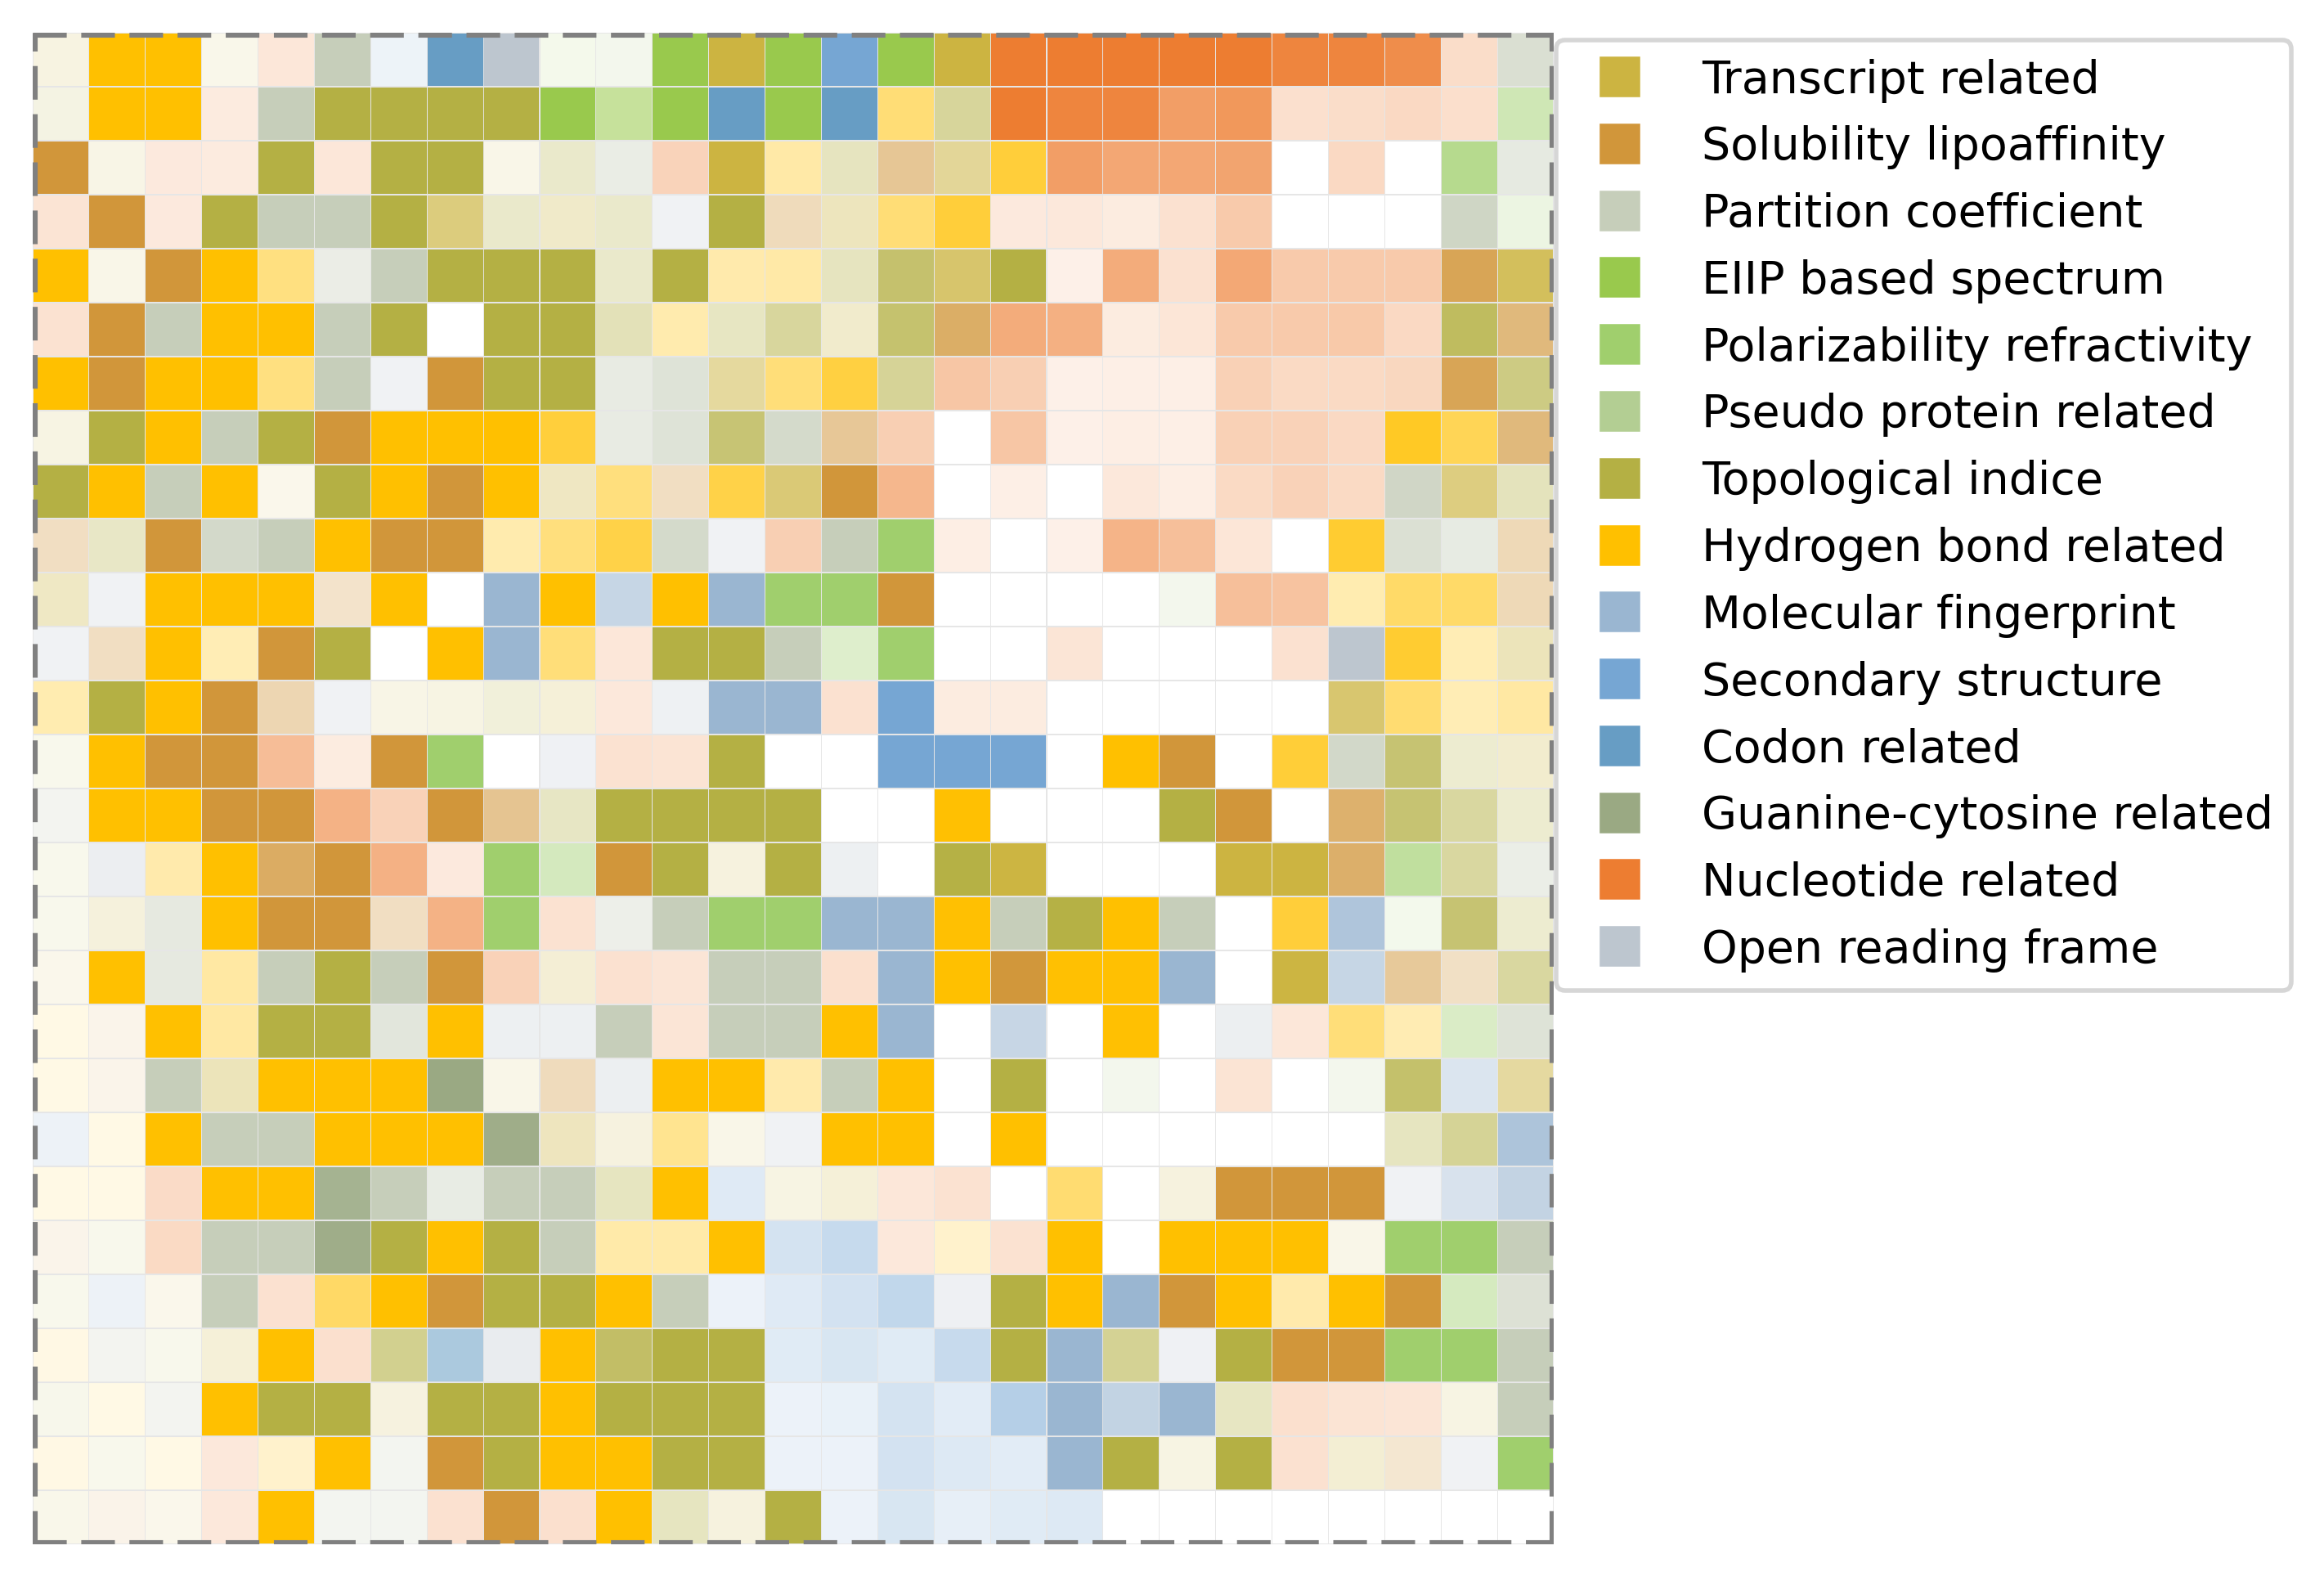 Transcript related
Solubility lipoaffinity
Partition coefficient
EIIP based spectrum
Polarizability refractivity
Pseudo protein related
Topological indice
Hydrogen bond related
Molecular fingerprint
Secondary structure
Codon related
Guanine-cytosine related
Nucleotide related
Open reading frame